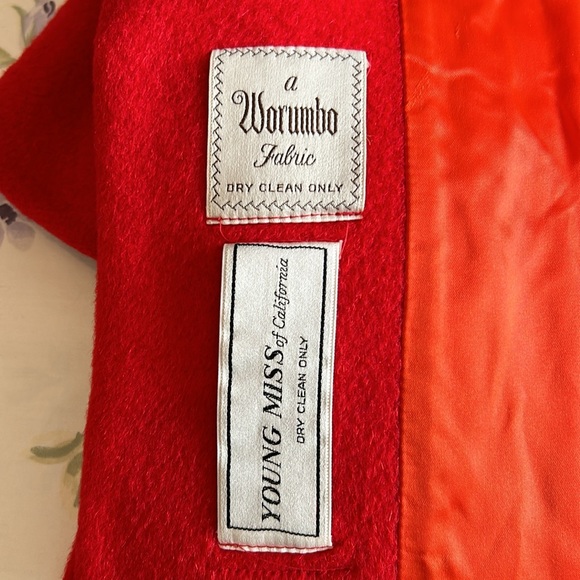 a
Worumbo
Fabric
DRY CLEAN ONLY
YOUNG MISS of California
DRY CLEAN ONLY